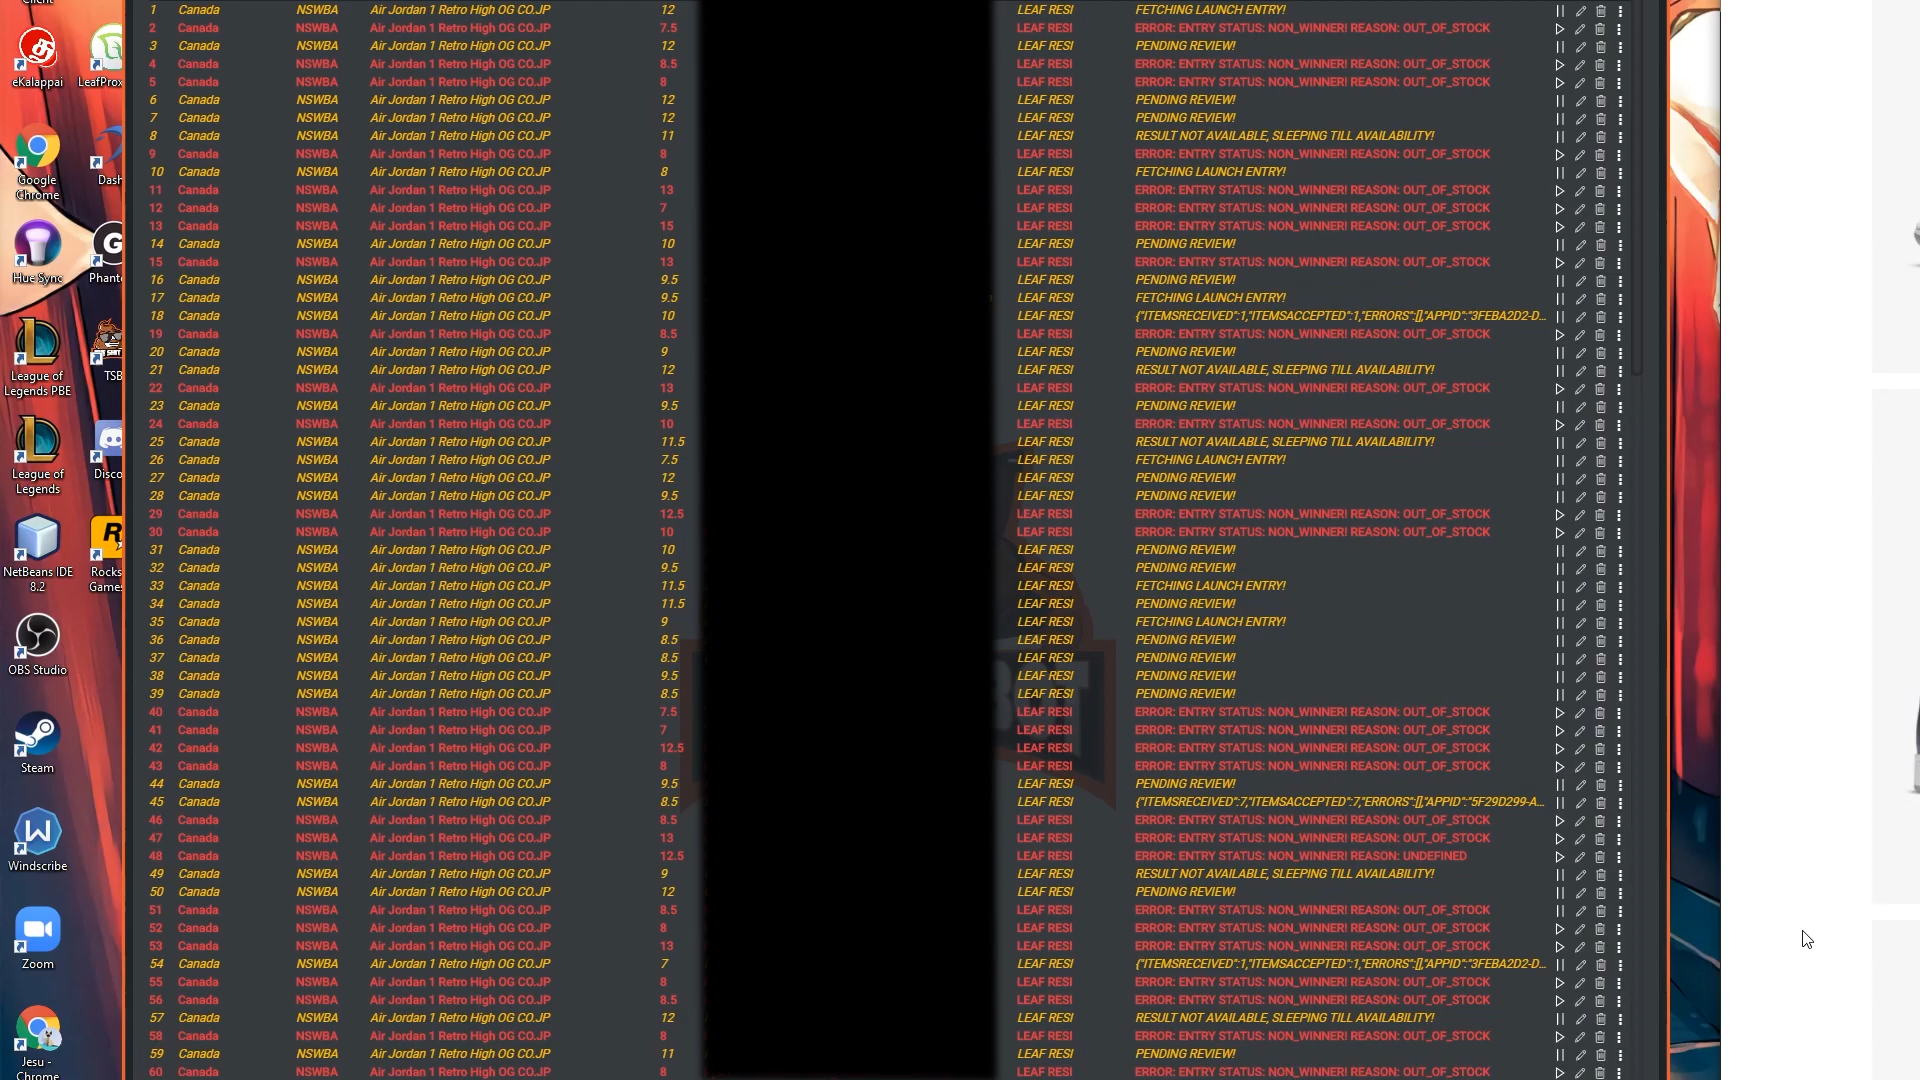 Client
eKalappai
LeafProx
Google Chrome
Dash
Hue Sync
Phant
League of Legends PBE
TSB
League of Legends
Disco
NetBeans IDE 8.2
Rocks Game
OBS Studio
Steam
Windscribe
Zoom
Jesu - Chrome
1 Canada NSWBA Air Jordan 1 Retro High OG CO.JP 12 LEAF RESI FETCHING LAUNCH ENTRY!
2 Canada NSWBA Air Jordan 1 Retro High OG CO.JP 7.5 LEAF RESI ERROR: ENTRY STATUS: NON_WINNER! REASON: OUT_OF_STOCK
3 Canada NSWBA Air Jordan 1 Retro High OG CO.JP 12 LEAF RESI PENDING REVIEW!
4 Canada NSWBA Air Jordan 1 Retro High OG CO.JP 8.5 LEAF RESI ERROR: ENTRY STATUS: NON_WINNER! REASON: OUT_OF_STOCK
5 Canada NSWBA Air Jordan 1 Retro High OG CO.JP 8 LEAF RESI ERROR: ENTRY STATUS: NON_WINNER! REASON: OUT_OF_STOCK
6 Canada NSWBA Air Jordan 1 Retro High OG CO.JP 12 LEAF RESI PENDING REVIEW!
7 Canada NSWBA Air Jordan 1 Retro High OG CO.JP 12 LEAF RESI PENDING REVIEW!
8 Canada NSWBA Air Jordan 1 Retro High OG CO.JP 11 LEAF RESI RESULT NOT AVAILABLE, SLEEPING TILL AVAILABILITY!
9 Canada NSWBA Air Jordan 1 Retro High OG CO.JP 8 LEAF RESI ERROR: ENTRY STATUS: NON_WINNER! REASON: OUT_OF_STOCK
10 Canada NSWBA Air Jordan 1 Retro High OG CO.JP 8 LEAF RESI FETCHING LAUNCH ENTRY!
11 Canada NSWBA Air Jordan 1 Retro High OG CO.JP 13 LEAF RESI ERROR: ENTRY STATUS: NON_WINNER! REASON: OUT_OF_STOCK
12 Canada NSWBA Air Jordan 1 Retro High OG CO.JP 7 LEAF RESI ERROR: ENTRY STATUS: NON_WINNER! REASON: OUT_OF_STOCK
13 Canada NSWBA Air Jordan 1 Retro High OG CO.JP 15 LEAF RESI ERROR: ENTRY STATUS: NON_WINNER! REASON: OUT_OF_STOCK
14 Canada NSWBA Air Jordan 1 Retro High OG CO.JP 10 LEAF RESI PENDING REVIEW!
15 Canada NSWBA Air Jordan 1 Retro High OG CO.JP 13 LEAF RESI ERROR: ENTRY STATUS: NON_WINNER! REASON: OUT_OF_STOCK
16 Canada NSWBA Air Jordan 1 Retro High OG CO.JP 9.5 LEAF RESI PENDING REVIEW!
17 Canada NSWBA Air Jordan 1 Retro High OG CO.JP 9.5 LEAF RESI FETCHING LAUNCH ENTRY!
18 Canada NSWBA Air Jordan 1 Retro High OG CO.JP 10 LEAF RESI {"ITEMSRECEIVED":1,"ITEMSACCEPTED":1,"ERRORS":[],"APPID":"3FEBA2D2-D...
19 Canada NSWBA Air Jordan 1 Retro High OG CO.JP 8.5 LEAF RESI ERROR: ENTRY STATUS: NON_WINNER! REASON: OUT_OF_STOCK
20 Canada NSWBA Air Jordan 1 Retro High OG CO.JP 9 LEAF RESI PENDING REVIEW!
21 Canada NSWBA Air Jordan 1 Retro High OG CO.JP 12 LEAF RESI RESULT NOT AVAILABLE, SLEEPING TILL AVAILABILITY!
22 Canada NSWBA Air Jordan 1 Retro High OG CO.JP 13 LEAF RESI ERROR: ENTRY STATUS: NON_WINNER! REASON: OUT_OF_STOCK
23 Canada NSWBA Air Jordan 1 Retro High OG CO.JP 9.5 LEAF RESI PENDING REVIEW!
24 Canada NSWBA Air Jordan 1 Retro High OG CO.JP 10 LEAF RESI ERROR: ENTRY STATUS: NON_WINNER! REASON: OUT_OF_STOCK
25 Canada NSWBA Air Jordan 1 Retro High OG CO.JP 11.5 LEAF RESI RESULT NOT AVAILABLE, SLEEPING TILL AVAILABILITY!
26 Canada NSWBA Air Jordan 1 Retro High OG CO.JP 7.5 LEAF RESI FETCHING LAUNCH ENTRY!
27 Canada NSWBA Air Jordan 1 Retro High OG CO.JP 12 LEAF RESI PENDING REVIEW!
28 Canada NSWBA Air Jordan 1 Retro High OG CO.JP 9.5 LEAF RESI PENDING REVIEW!
29 Canada NSWBA Air Jordan 1 Retro High OG CO.JP 12.5 LEAF RESI ERROR: ENTRY STATUS: NON_WINNER! REASON: OUT_OF_STOCK
30 Canada NSWBA Air Jordan 1 Retro High OG CO.JP 10 LEAF RESI ERROR: ENTRY STATUS: NON_WINNER! REASON: OUT_OF_STOCK
31 Canada NSWBA Air Jordan 1 Retro High OG CO.JP 10 LEAF RESI PENDING REVIEW!
32 Canada NSWBA Air Jordan 1 Retro High OG CO.JP 9.5 LEAF RESI PENDING REVIEW!
33 Canada NSWBA Air Jordan 1 Retro High OG CO.JP 11.5 LEAF RESI FETCHING LAUNCH ENTRY!
34 Canada NSWBA Air Jordan 1 Retro High OG CO.JP 11.5 LEAF RESI PENDING REVIEW!
35 Canada NSWBA Air Jordan 1 Retro High OG CO.JP 9 LEAF RESI FETCHING LAUNCH ENTRY!
36 Canada NSWBA Air Jordan 1 Retro High OG CO.JP 8.5 LEAF RESI PENDING REVIEW!
37 Canada NSWBA Air Jordan 1 Retro High OG CO.JP 8.5 LEAF RESI PENDING REVIEW!
38 Canada NSWBA Air Jordan 1 Retro High OG CO.JP 9.5 LEAF RESI PENDING REVIEW!
39 Canada NSWBA Air Jordan 1 Retro High OG CO.JP 8.5 LEAF RESI PENDING REVIEW!
40 Canada NSWBA Air Jordan 1 Retro High OG CO.JP 7.5 LEAF RESI ERROR: ENTRY STATUS: NON_WINNER! REASON: OUT_OF_STOCK
41 Canada NSWBA Air Jordan 1 Retro High OG CO.JP 7 LEAF RESI ERROR: ENTRY STATUS: NON_WINNER! REASON: OUT_OF_STOCK
42 Canada NSWBA Air Jordan 1 Retro High OG CO.JP 12.5 LEAF RESI ERROR: ENTRY STATUS: NON_WINNER! REASON: OUT_OF_STOCK
43 Canada NSWBA Air Jordan 1 Retro High OG CO.JP 8 LEAF RESI ERROR: ENTRY STATUS: NON_WINNER! REASON: OUT_OF_STOCK
44 Canada NSWBA Air Jordan 1 Retro High OG CO.JP 9.5 LEAF RESI PENDING REVIEW!
45 Canada NSWBA Air Jordan 1 Retro High OG CO.JP 8.5 LEAF RESI {"ITEMSRECEIVED":7,"ITEMSACCEPTED":7,"ERRORS":[],"APPID":"5F29D299-A...
46 Canada NSWBA Air Jordan 1 Retro High OG CO.JP 8.5 LEAF RESI ERROR: ENTRY STATUS: NON_WINNER! REASON: OUT_OF_STOCK
47 Canada NSWBA Air Jordan 1 Retro High OG CO.JP 13 LEAF RESI ERROR: ENTRY STATUS: NON_WINNER! REASON: OUT_OF_STOCK
48 Canada NSWBA Air Jordan 1 Retro High OG CO.JP 12.5 LEAF RESI ERROR: ENTRY STATUS: NON_WINNER! REASON: UNDEFINED
49 Canada NSWBA Air Jordan 1 Retro High OG CO.JP 9 LEAF RESI RESULT NOT AVAILABLE, SLEEPING TILL AVAILABILITY!
50 Canada NSWBA Air Jordan 1 Retro High OG CO.JP 12 LEAF RESI PENDING REVIEW!
51 Canada NSWBA Air Jordan 1 Retro High OG CO.JP 8.5 LEAF RESI ERROR: ENTRY STATUS: NON_WINNER! REASON: OUT_OF_STOCK
52 Canada NSWBA Air Jordan 1 Retro High OG CO.JP 8 LEAF RESI ERROR: ENTRY STATUS: NON_WINNER! REASON: OUT_OF_STOCK
53 Canada NSWBA Air Jordan 1 Retro High OG CO.JP 13 LEAF RESI ERROR: ENTRY STATUS: NON_WINNER! REASON: OUT_OF_STOCK
54 Canada NSWBA Air Jordan 1 Retro High OG CO.JP 7 LEAF RESI {"ITEMSRECEIVED":1,"ITEMSACCEPTED":1,"ERRORS":[],"APPID":"3FEBA2D2-D...
55 Canada NSWBA Air Jordan 1 Retro High OG CO.JP 8 LEAF RESI ERROR: ENTRY STATUS: NON_WINNER! REASON: OUT_OF_STOCK
56 Canada NSWBA Air Jordan 1 Retro High OG CO.JP 8.5 LEAF RESI ERROR: ENTRY STATUS: NON_WINNER! REASON: OUT_OF_STOCK
57 Canada NSWBA Air Jordan 1 Retro High OG CO.JP 12 LEAF RESI RESULT NOT AVAILABLE, SLEEPING TILL AVAILABILITY!
58 Canada NSWBA Air Jordan 1 Retro High OG CO.JP 8 LEAF RESI ERROR: ENTRY STATUS: NON_WINNER! REASON: OUT_OF_STOCK
59 Canada NSWBA Air Jordan 1 Retro High OG CO.JP 11 LEAF RESI PENDING REVIEW!
60 Canada NSWBA Air Jordan 1 Retro High OG CO.JP 8 LEAF RESI ERROR: ENTRY STATUS: NON_WINNER! REASON: OUT_OF_STOCK